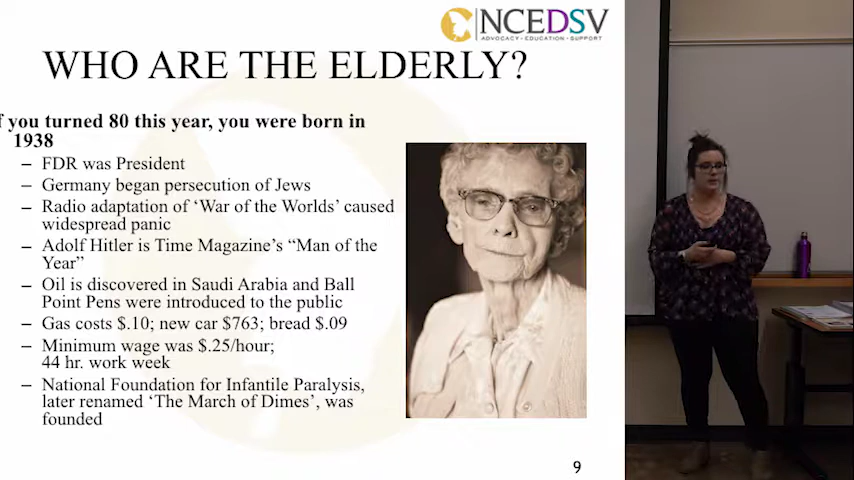 NCEDSV
ADVOCACY • EDUCATION • SUPPORT
WHO ARE THE ELDERLY?
f you turned 80 this year, you were born in
1938
– FDR was President
– Germany began persecution of Jews
– Radio adaptation of ‘War of the Worlds’ caused
widespread panic
– Adolf Hitler is Time Magazine’s “Man of the
Year”
– Oil is discovered in Saudi Arabia and Ball
Point Pens were introduced to the public
– Gas costs $.10; new car $763; bread $.09
– Minimum wage was $.25/hour;
44 hr. work week
– National Foundation for Infantile Paralysis,
later renamed ‘The March of Dimes’, was
founded
9